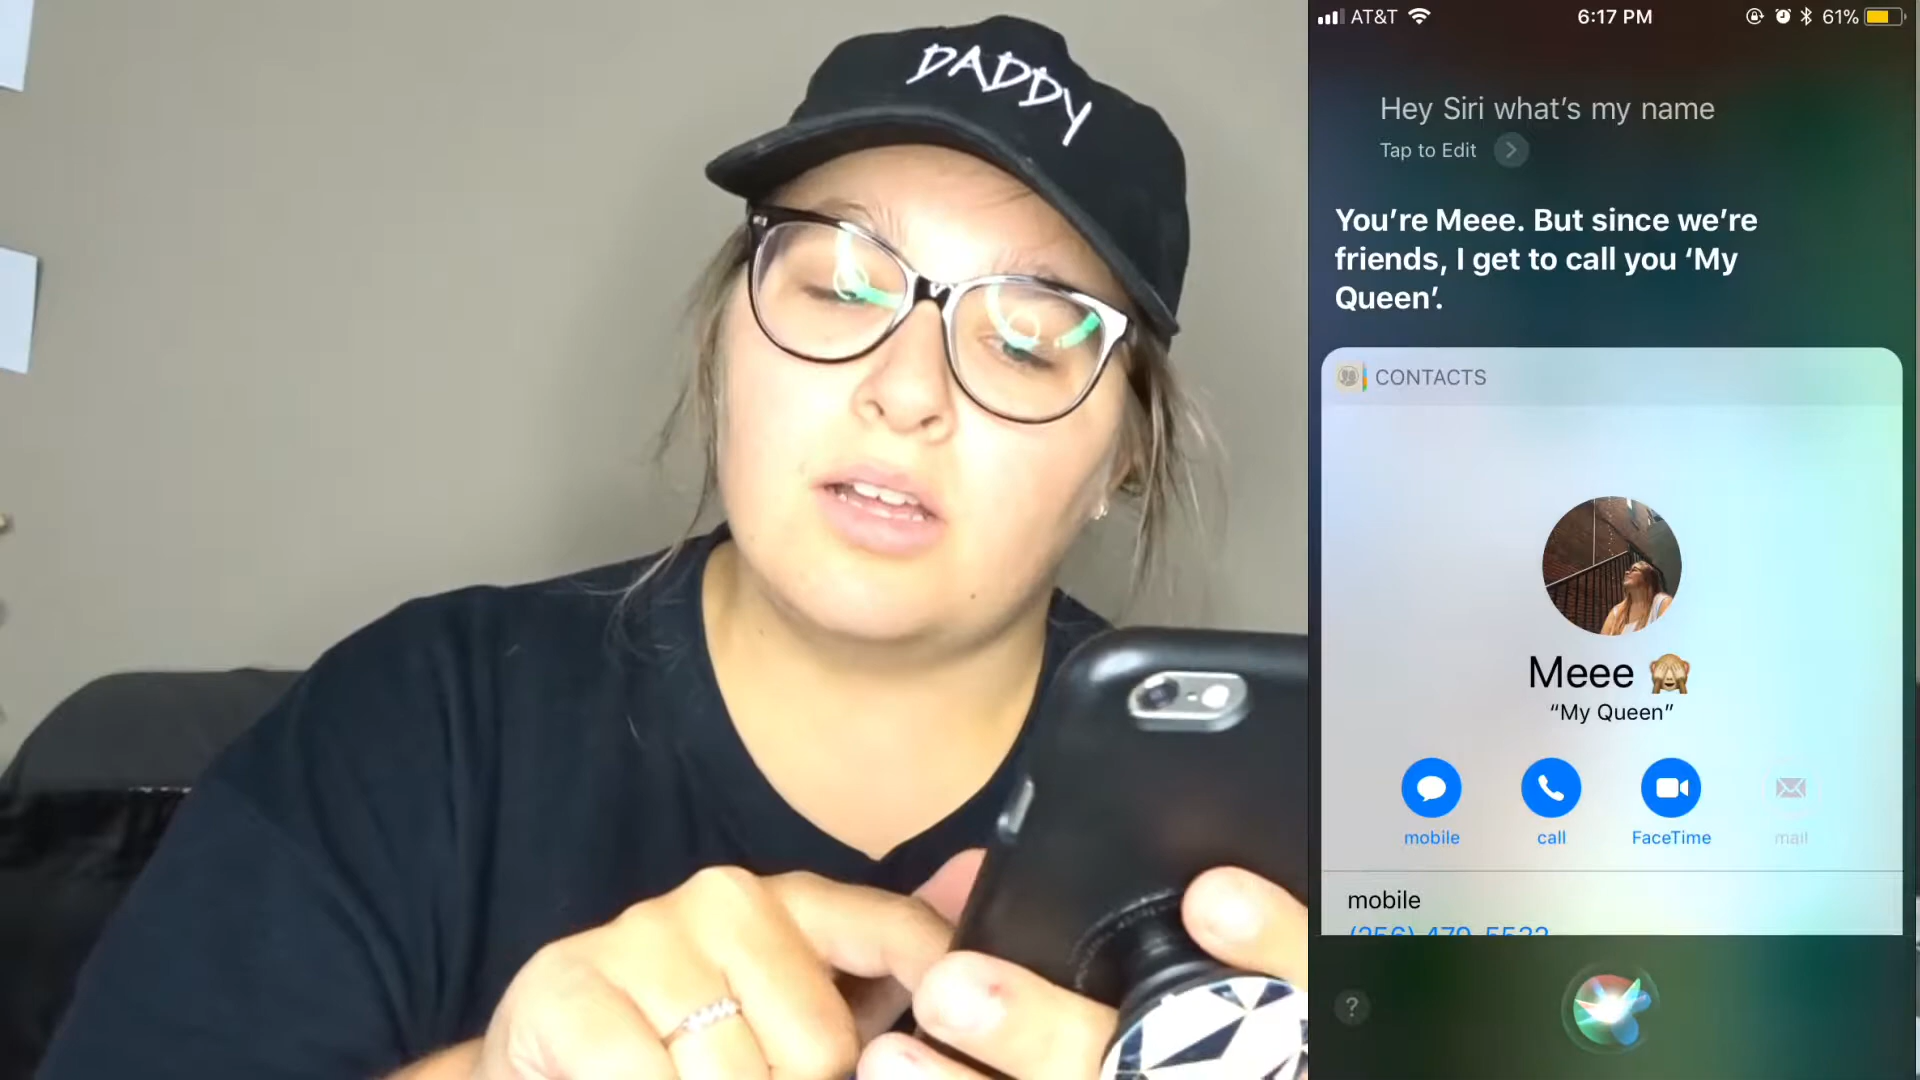 DADDY
AT&T 6:17 PM 61%
Hey Siri what's my name
Tap to Edit
You're Meee. But since we're
friends, I get to call you ‘My
Queen’.
CONTACTS
Meee 🙈
“My Queen”
mobile call FaceTime mail
mobile
?